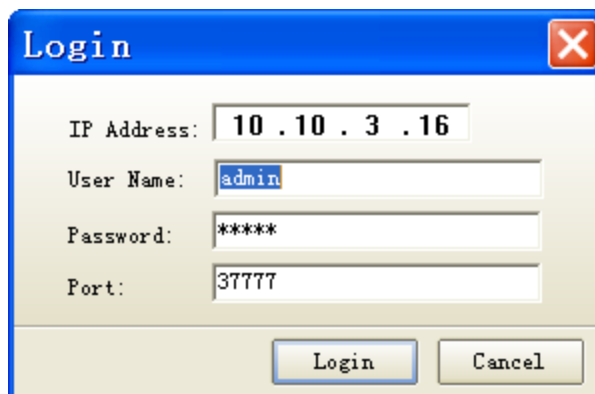 Login
IP Address: 10 .10 . 3 .16
User Name: admin
Password: *****
Port: 37777
Login Cancel